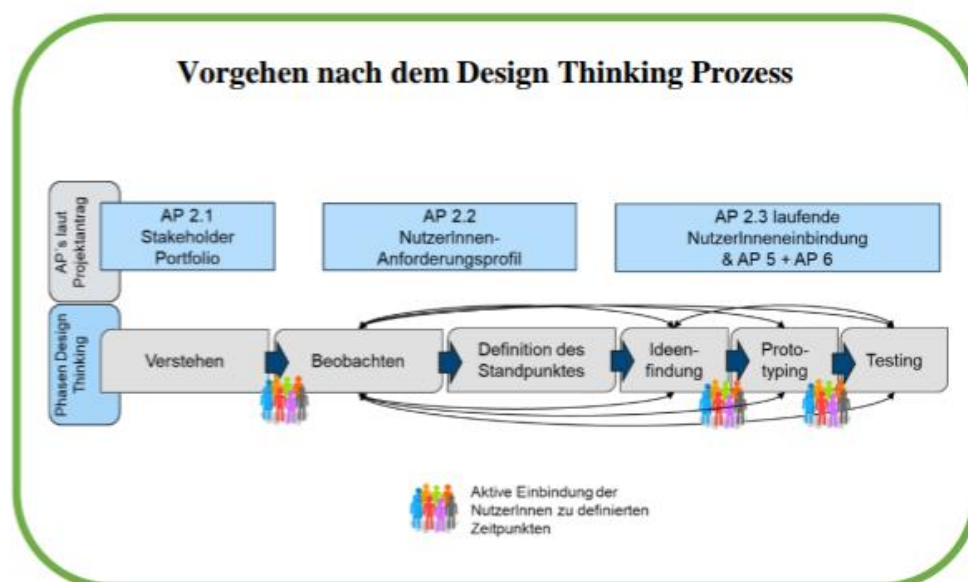 Vorgehen nach dem Design Thinking Prozess
AP´s laut
Projektantrag
AP 2.1
Stakeholder
Portfolio
AP 2.2
NutzerInnen-
Anforderungsprofil
AP 2.3 laufende
NutzerInneneinbindung
& AP 5 + AP 6
Phasen Design
Thinking
Verstehen
Beobachten
Definition des
Standpunktes
Ideen-
findung
Proto-
typing
Testing
Aktive Einbindung der
NutzerInnen zu definierten
Zeitpunkten